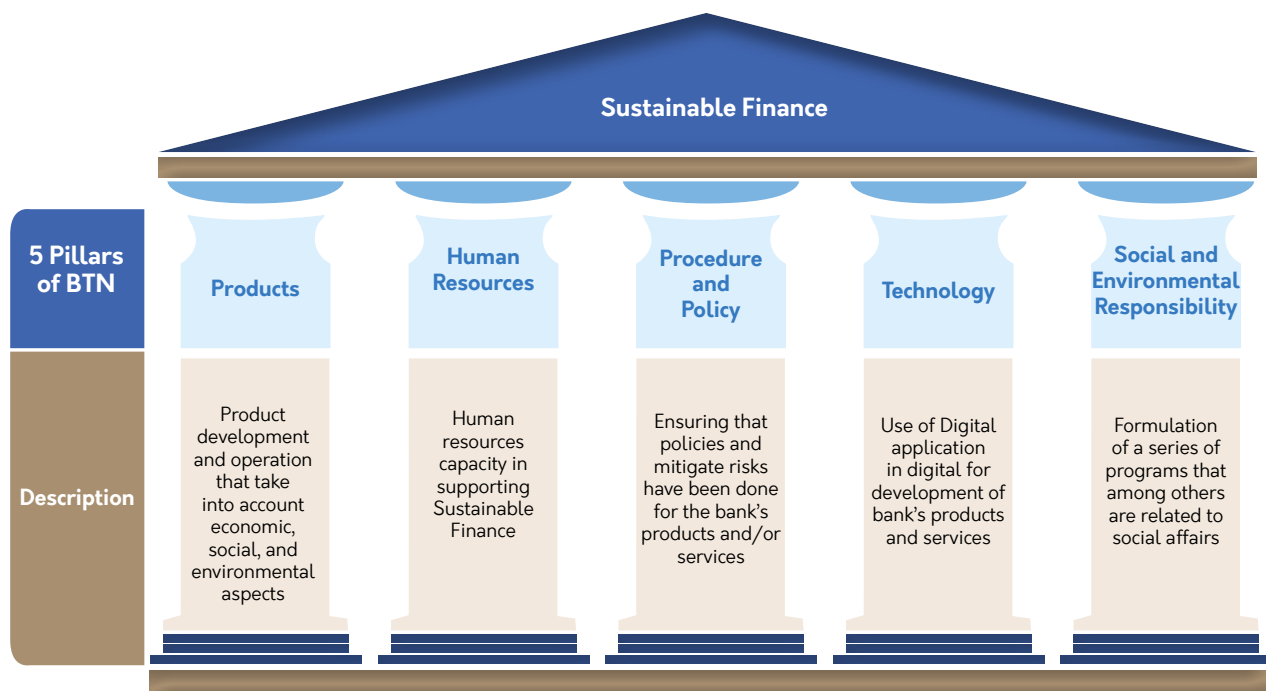 Sustainable Finance
5 Pillars
of BTN
Products
Human
Resources
Procedure
and
Policy
Technology
Social and
Environmental
Responsibility
Description
Product
development
and operation
that take
into account
economic,
social, and
environmental
aspects
Human
resources
capacity in
supporting
Sustainable
Finance
Ensuring that
policies and
mitigate risks
have been done
for the bank’s
products and/or
services
Use of Digital
application
in digital for
development of
bank’s products
and services
Formulation
of a series of
programs that
among others
are related to
social affairs